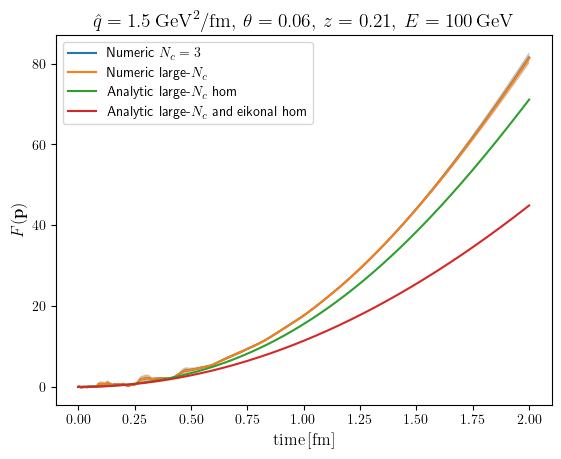 q̂ = 1.5 GeV²/fm, θ = 0.06, z = 0.21, E = 100 GeV
Numeric N_c = 3
Numeric large-N_c
Analytic large-N_c hom
Analytic large-N_c and eikonal hom
F(p)
80
60
40
20
0
0.00 0.25 0.50 0.75 1.00 1.25 1.50 1.75 2.00
time [fm]